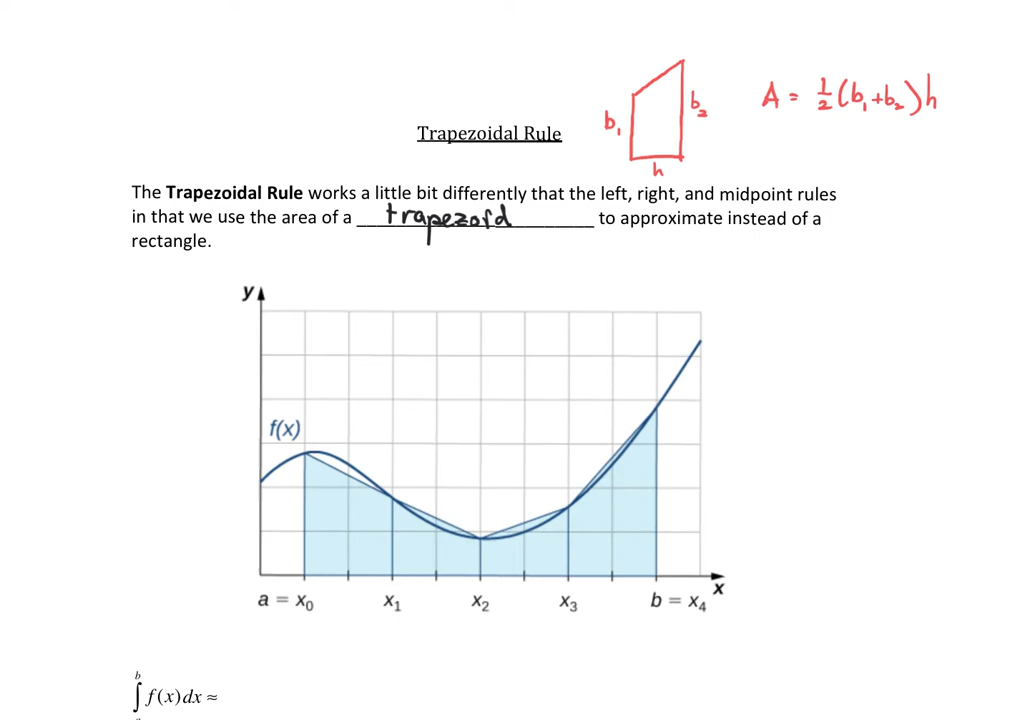 A = 1/2 (b₁+b₂)h
b₁
b₂
h
Trapezoidal Rule
The Trapezoidal Rule works a little bit differently that the left, right, and midpoint rules
in that we use the area of a trapezoid to approximate instead of a
rectangle.
y
f(x)
x
a = x₀ x₁ x₂ x₃ b = x₄
b
∫ f(x)dx ≈